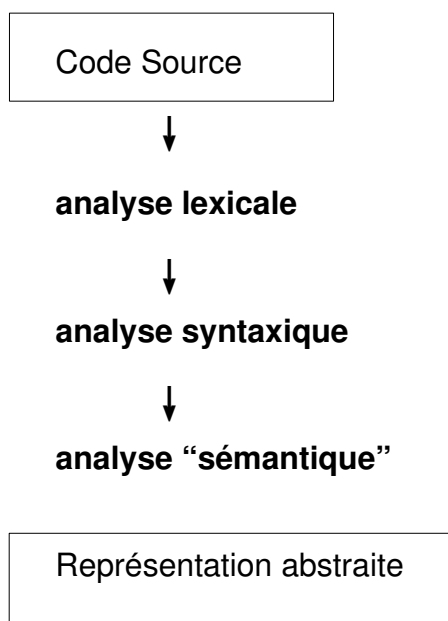 Code Source
analyse lexicale
analyse syntaxique
analyse “sémantique”
Représentation abstraite